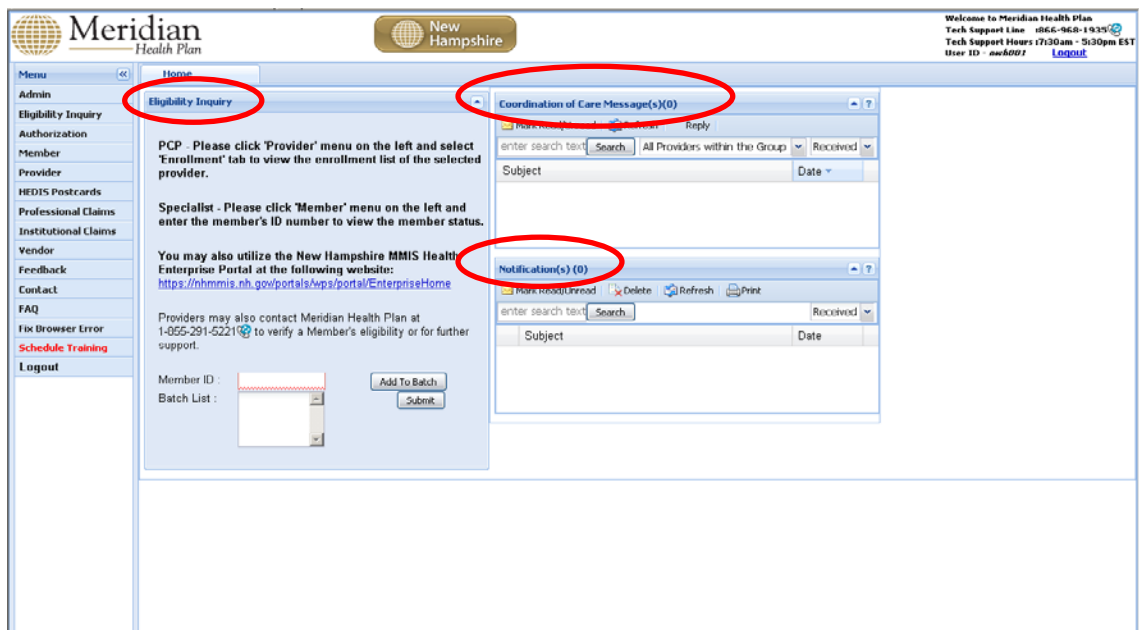 Meridian
Health Plan
New
Hampshire
Welcome to Meridian Health Plan
Tech Support Line :866-968-1935
Tech Support Hours :7:30am - 5:30pm EST
User ID - awb001 Logout
Menu
Home
Admin
Eligibility Inquiry
Authorization
Member
Provider
HEDIS Postcards
Professional Claims
Institutional Claims
Vendor
Feedback
Contact
FAQ
Fix Browser Error
Schedule Training
Logout
Eligibility Inquiry
PCP - Please click 'Provider' menu on the left and select
'Enrollment' tab to view the enrollment list of the selected
provider.
Specialist - Please click 'Member' menu on the left and
enter the member's ID number to view the member status.
You may also utilize the New Hampshire MMIS Health
Enterprise Portal at the following website:
https://nhmmis.nh.gov/portals/wps/portal/EnterpriseHome
Providers may also contact Meridian Health Plan at
1-855-291-5221 to verify a Member's eligibility or for further
support.
Member ID : Add To Batch
Batch List : Submit
Coordination of Care Message(s)(0) ?
Mark Read/Unread Refresh Reply
enter search text Search All Providers within the Group Received
Subject Date
Notification(s) (0) ?
Mark Read/Unread Delete Refresh Print
enter search text Search Received
Subject Date